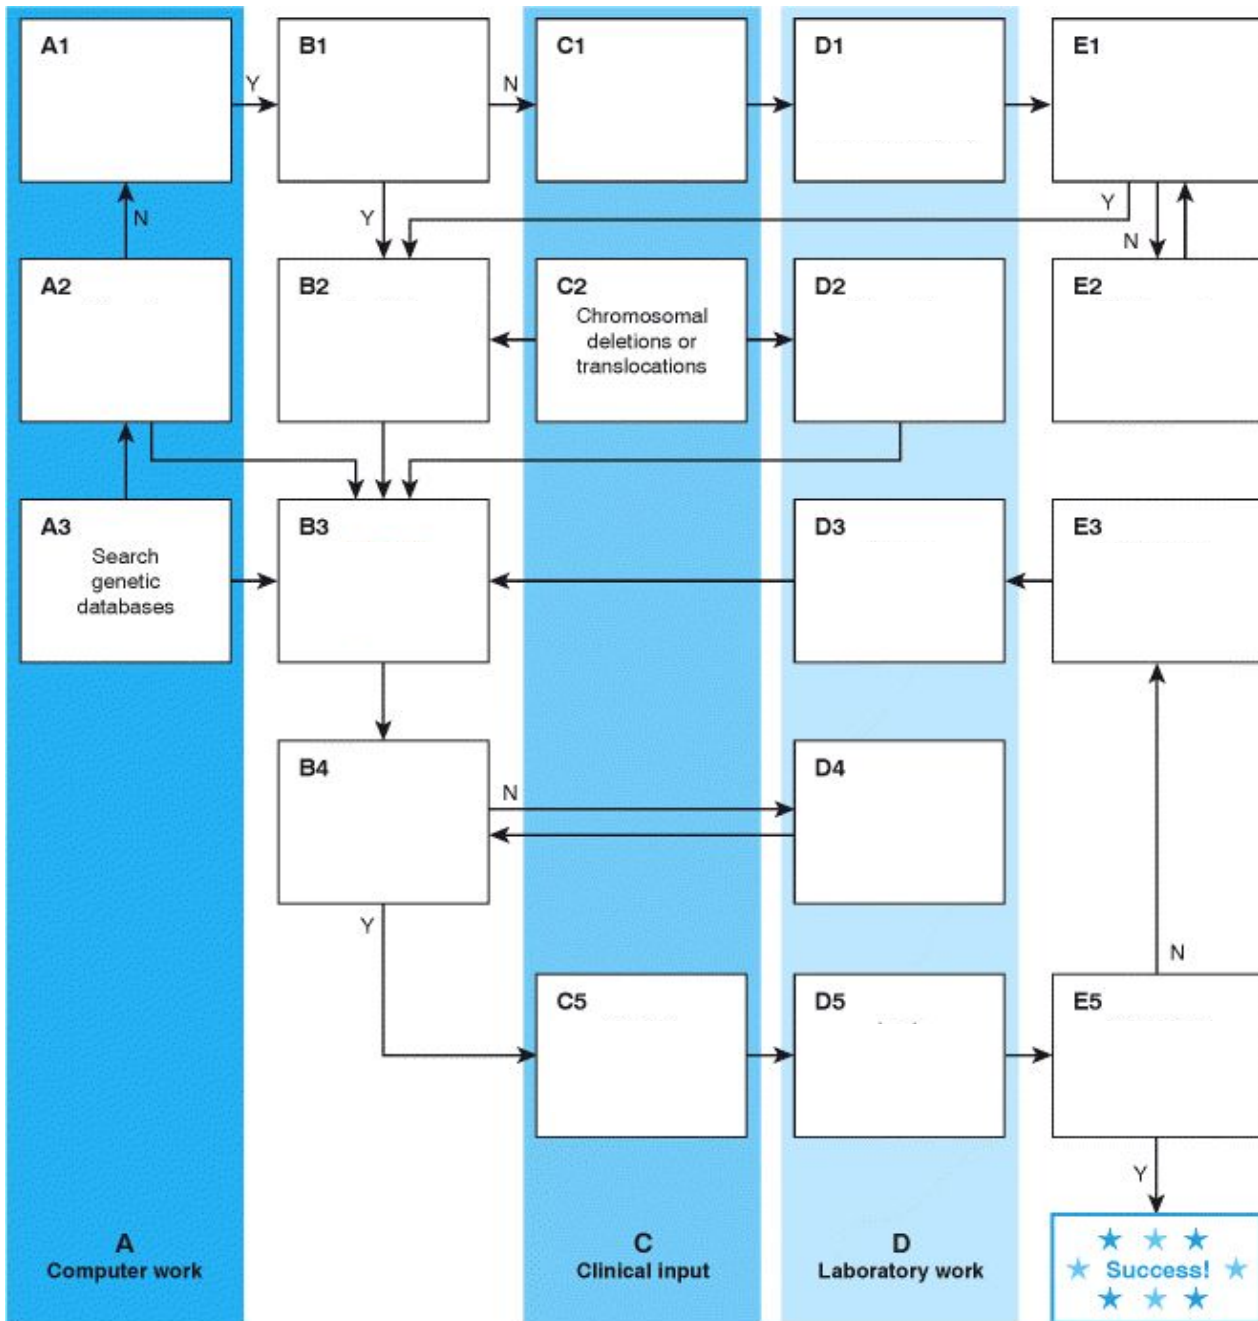 A1
B1
C1
D1
E1
Y
N
N
Y
Y
N
A2
B2
C2
Chromosomal
deletions or
translocations
D2
E2
A3
Search
genetic
databases
B3
D3
E3
B4
N
D4
Y
N
C5
D5
E5
Y
A
Computer work
C
Clinical input
D
Laboratory work
Success!